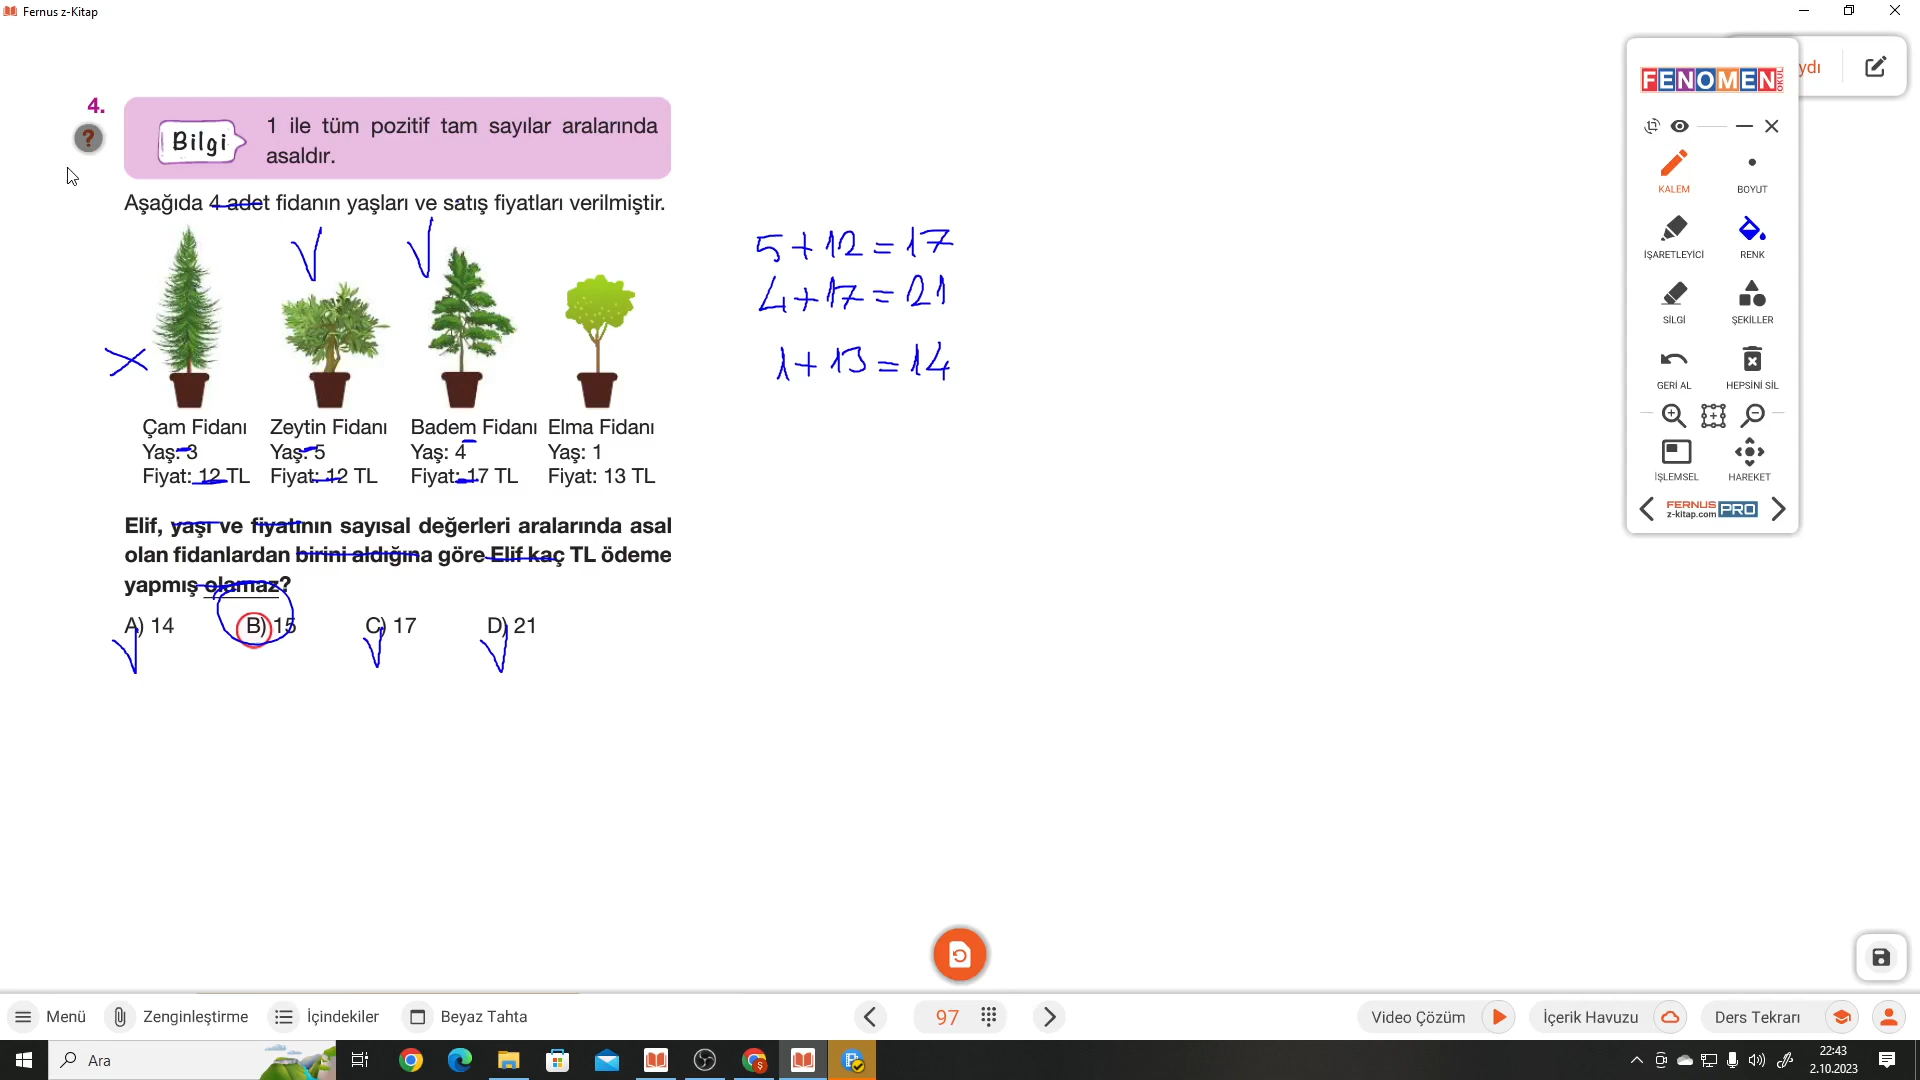 Fernus z-Kitap
4.
?
Bilgi
1 ile tüm pozitif tam sayılar aralarında
asaldır.
Aşağıda 4 adet fidanın yaşları ve satış fiyatları verilmiştir.
5 + 12 = 17
4 + 17 = 21
1 + 13 = 14
Çam Fidanı
Yaş: 3
Fiyat: 12 TL
Zeytin Fidanı
Yaş: 5
Fiyat: 12 TL
Badem Fidanı
Yaş: 4
Fiyat: 17 TL
Elma Fidanı
Yaş: 1
Fiyat: 13 TL
Elif, yaşı ve fiyatının sayısal değerleri aralarında asal
olan fidanlardan birini aldığına göre Elif kaç TL ödeme
yapmış olamaz?
A) 14 B) 15 C) 17 D) 21
ydı
FENOMEN OKUL
KALEM BOYUT
İŞARETLEYİCİ RENK
SİLGİ ŞEKİLLER
GERİ AL HEPSİNİ SİL
İŞLEMSEL HAREKET
FERNUS
z-kitap.com PRO
Menü Zenginleştirme İçindekiler Beyaz Tahta 97 Video Çözüm İçerik Havuzu Ders Tekrarı
Ara
22:43
2.10.2023